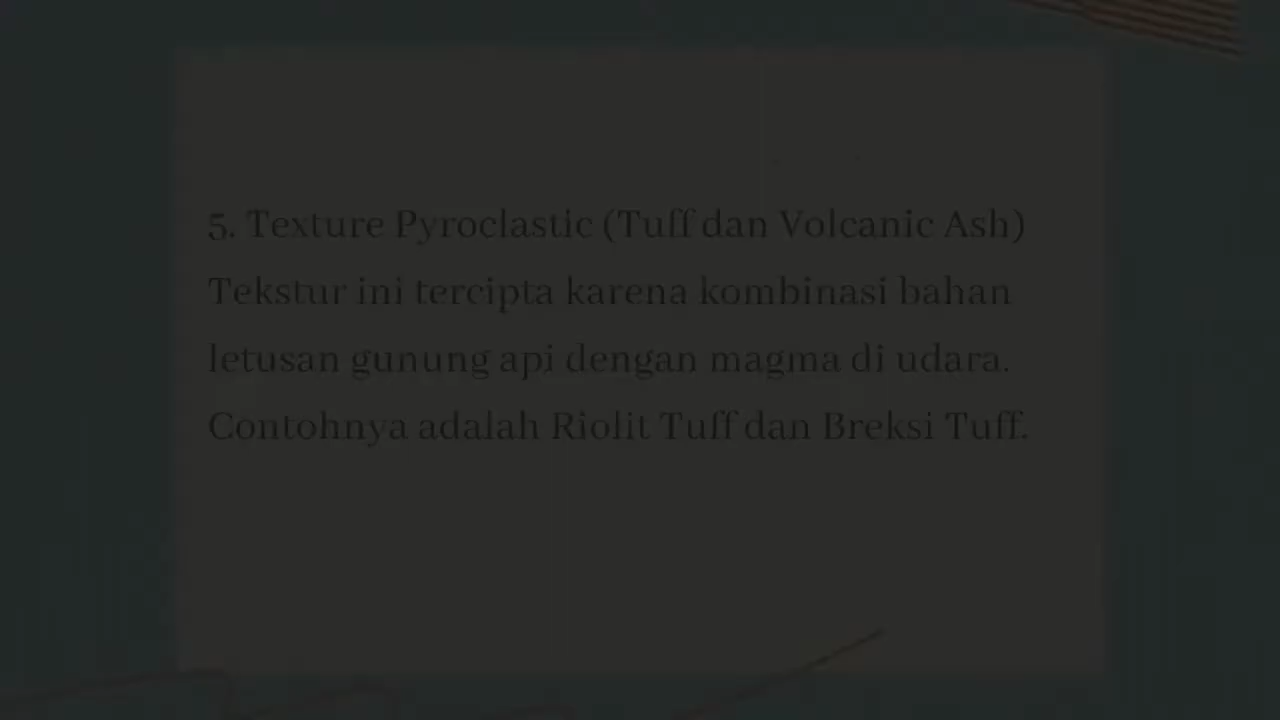 5. Texture Pyroclastic (Tuff dan Volcanic Ash)
Tekstur ini tercipta karena kombinasi bahan
letusan gunung api dengan magma di udara.
Contohnya adalah Riolit Tuff dan Breksi Tuff.